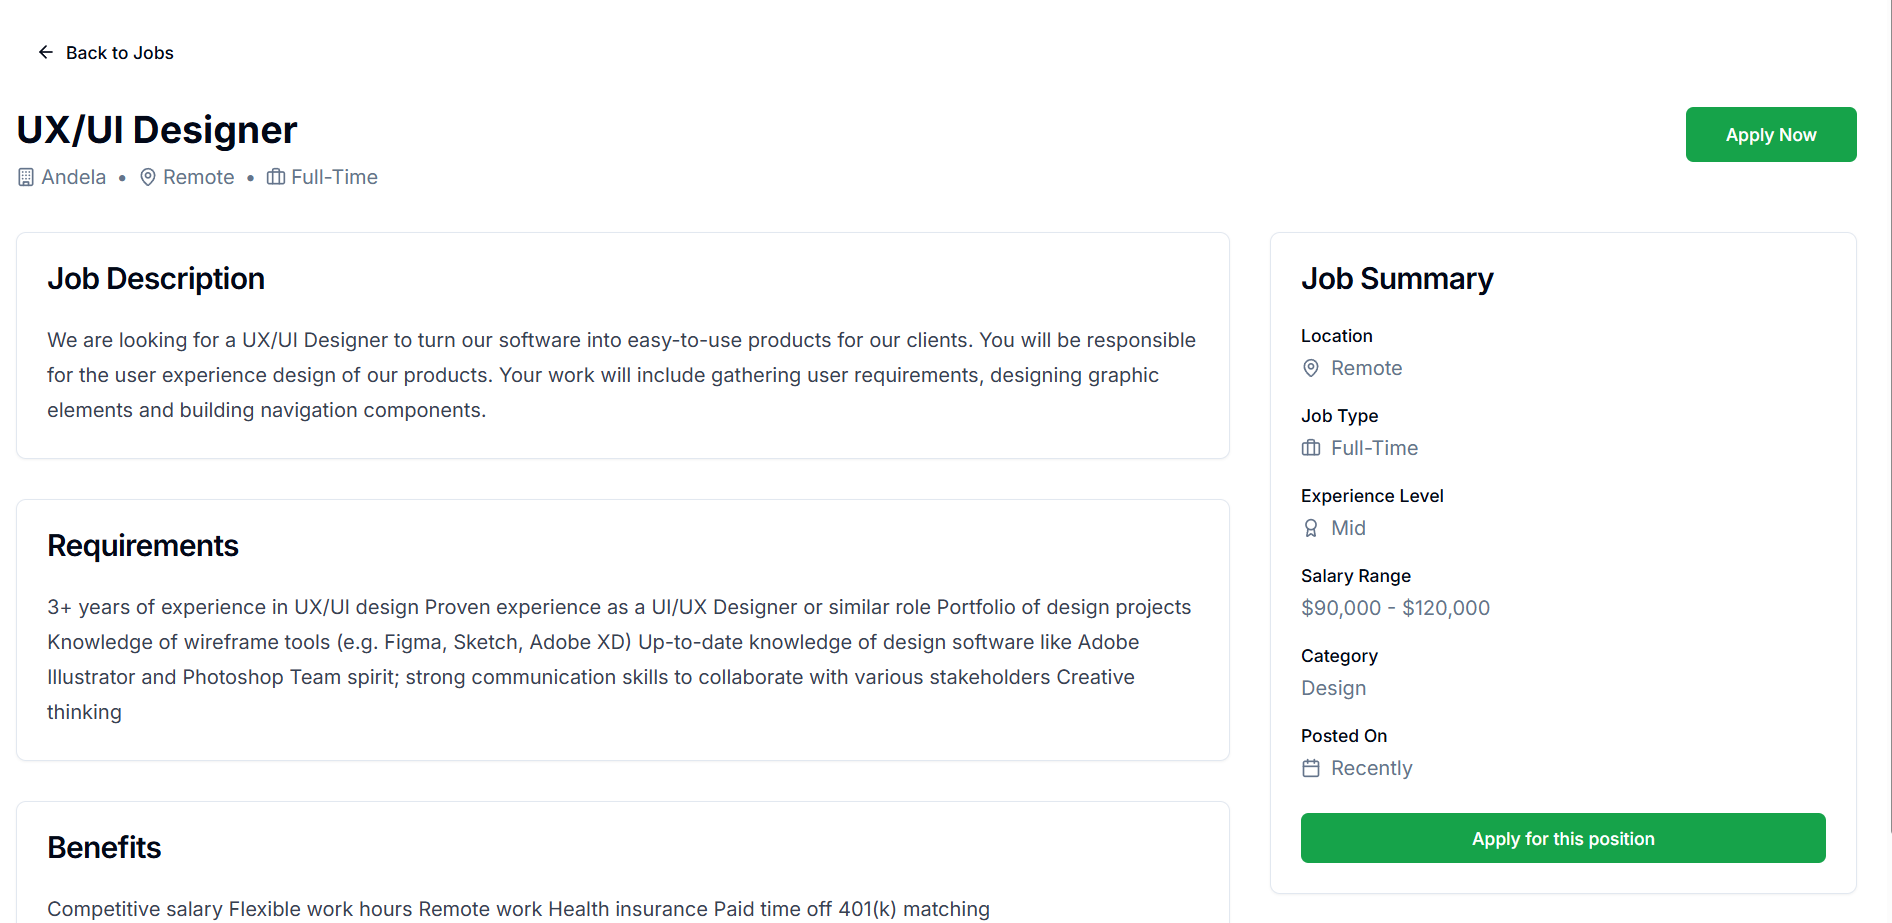 Back to Jobs
UX/UI Designer
Apply Now
Andela • Remote • Full-Time
Job Description
We are looking for a UX/UI Designer to turn our software into easy-to-use products for our clients. You will be responsible
for the user experience design of our products. Your work will include gathering user requirements, designing graphic
elements and building navigation components.
Requirements
3+ years of experience in UX/UI design Proven experience as a UI/UX Designer or similar role Portfolio of design projects
Knowledge of wireframe tools (e.g. Figma, Sketch, Adobe XD) Up-to-date knowledge of design software like Adobe
Illustrator and Photoshop Team spirit; strong communication skills to collaborate with various stakeholders Creative
thinking
Benefits
Competitive salary Flexible work hours Remote work Health insurance Paid time off 401(k) matching
Job Summary
Location
Remote
Job Type
Full-Time
Experience Level
Mid
Salary Range
$90,000 - $120,000
Category
Design
Posted On
Recently
Apply for this position